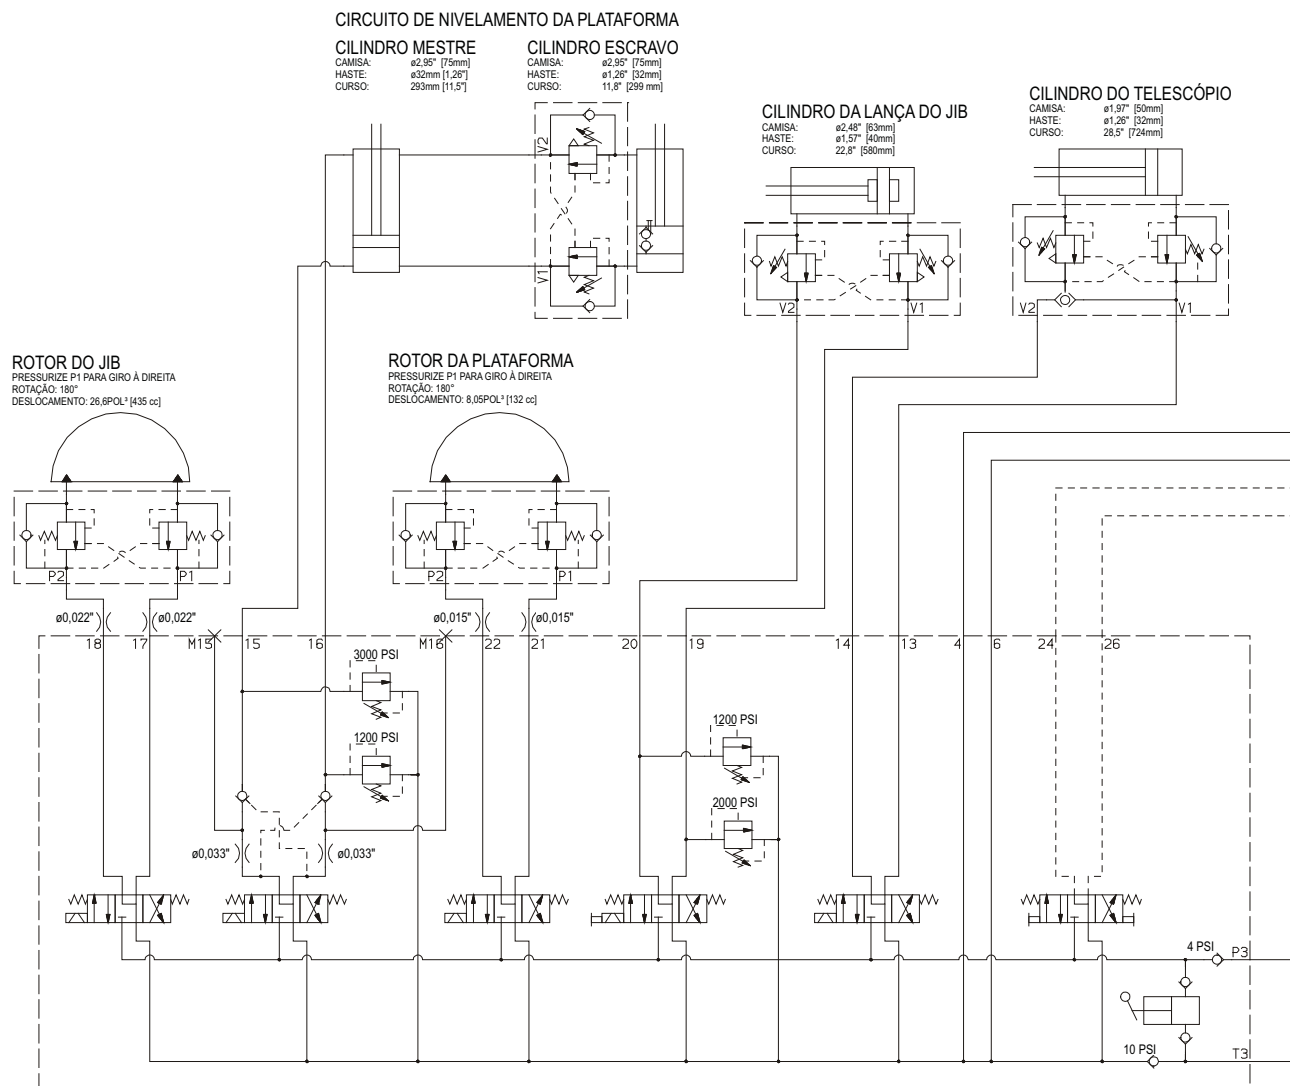 CIRCUITO DE NIVELAMENTO DA PLATAFORMA
CILINDRO MESTRE
CAMISA: ø2,95" [75mm]
HASTE: ø32mm [1,26"]
CURSO: 293mm [11,5"]
CILINDRO ESCRAVO
CAMISA: ø2,95" [75mm]
HASTE: ø1,26" [32mm]
CURSO: 11,8" [299 mm]
CILINDRO DA LANÇA DO JIB
CAMISA: ø2,48" [63mm]
HASTE: ø1,57" [40mm]
CURSO: 22,8" [580mm]
CILINDRO DO TELESCÓPIO
CAMISA: ø1,97" [50mm]
HASTE: ø1,26" [32mm]
CURSO: 28,5" [724mm]
V2
V1
V2
V1
V2
V1
ROTOR DO JIB
PRESSURIZE P1 PARA GIRO À DIREITA
ROTAÇÃO: 180°
DESLOCAMENTO: 26,6POL³ [435 cc]
ROTOR DA PLATAFORMA
PRESSURIZE P1 PARA GIRO À DIREITA
ROTAÇÃO: 180°
DESLOCAMENTO: 8,05POL³ [132 cc]
P2
P1
P2
P1
ø0,022"
ø0,022"
ø0,015"
ø0,015"
18
17
M15
15
16
M16
22
21
20
19
14
13
4
6
24
26
3000 PSI
1200 PSI
1200 PSI
2000 PSI
ø0,033"
ø0,033"
4 PSI
P3
10 PSI
T3